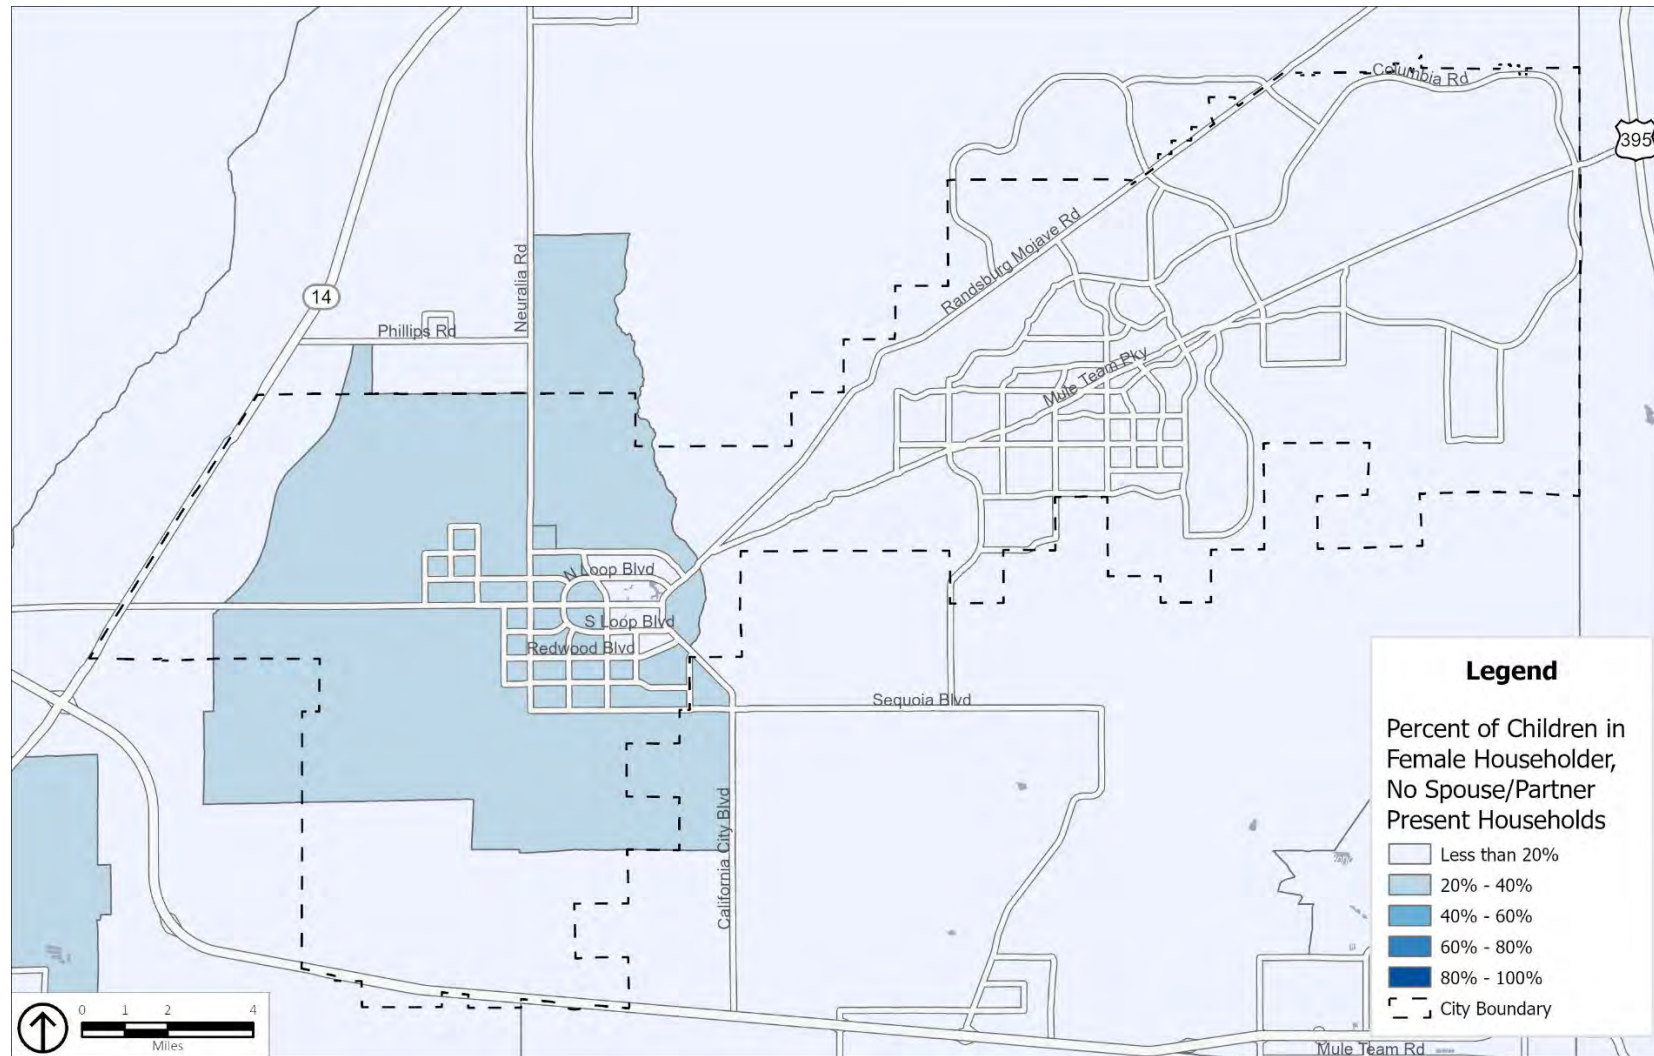 Columbia Rd
395
Randsburg Mojave Rd
Neuralia Rd
14
Phillips Rd
Mule Team Pky
N Loop Blvd
S Loop Blvd
Redwood Blvd
Sequoia Blvd
California City Blvd
Legend
Percent of Children in
Female Householder,
No Spouse/Partner
Present Households
Less than 20%
20% - 40%
40% - 60%
60% - 80%
80% - 100%
City Boundary
0 1 2 4
Miles
Mule Team Rd